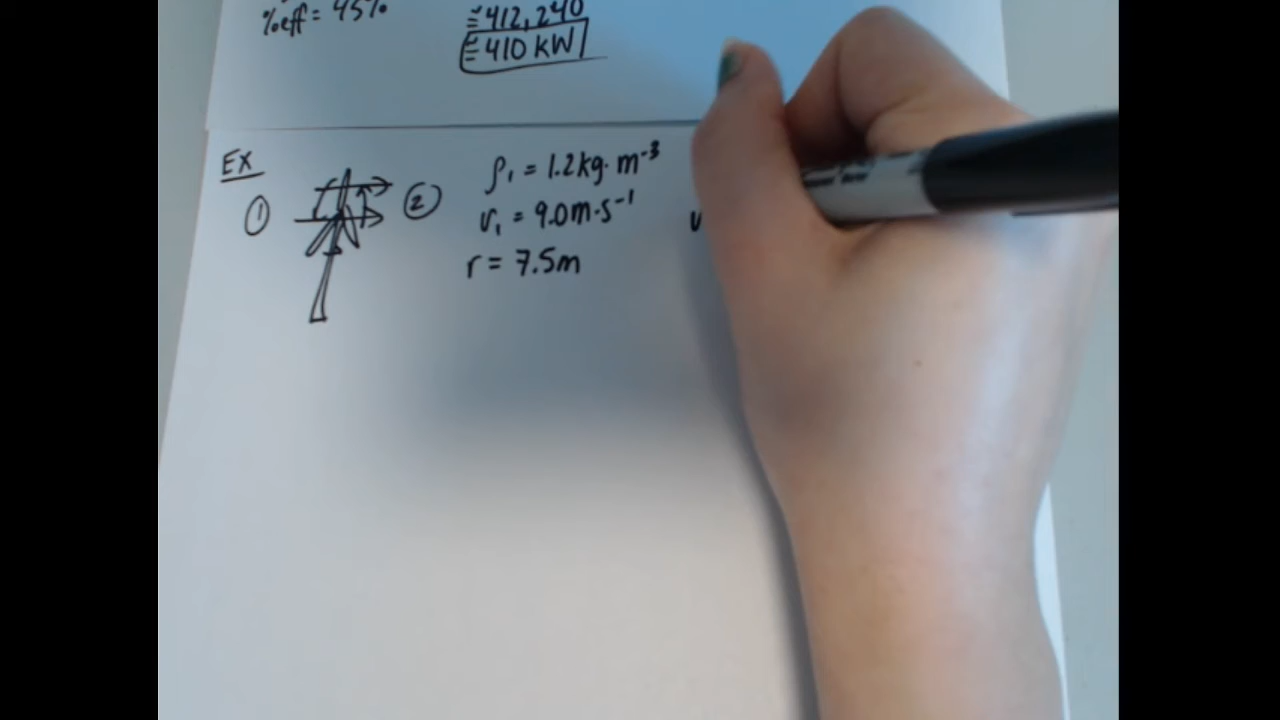 %eff = 45%
≅ 412,240
≅ 410 kW
Ex
① ②
ρ₁ = 1.2 kg·m⁻³
v₁ = 9.0 m·s⁻¹
r = 7.5 m